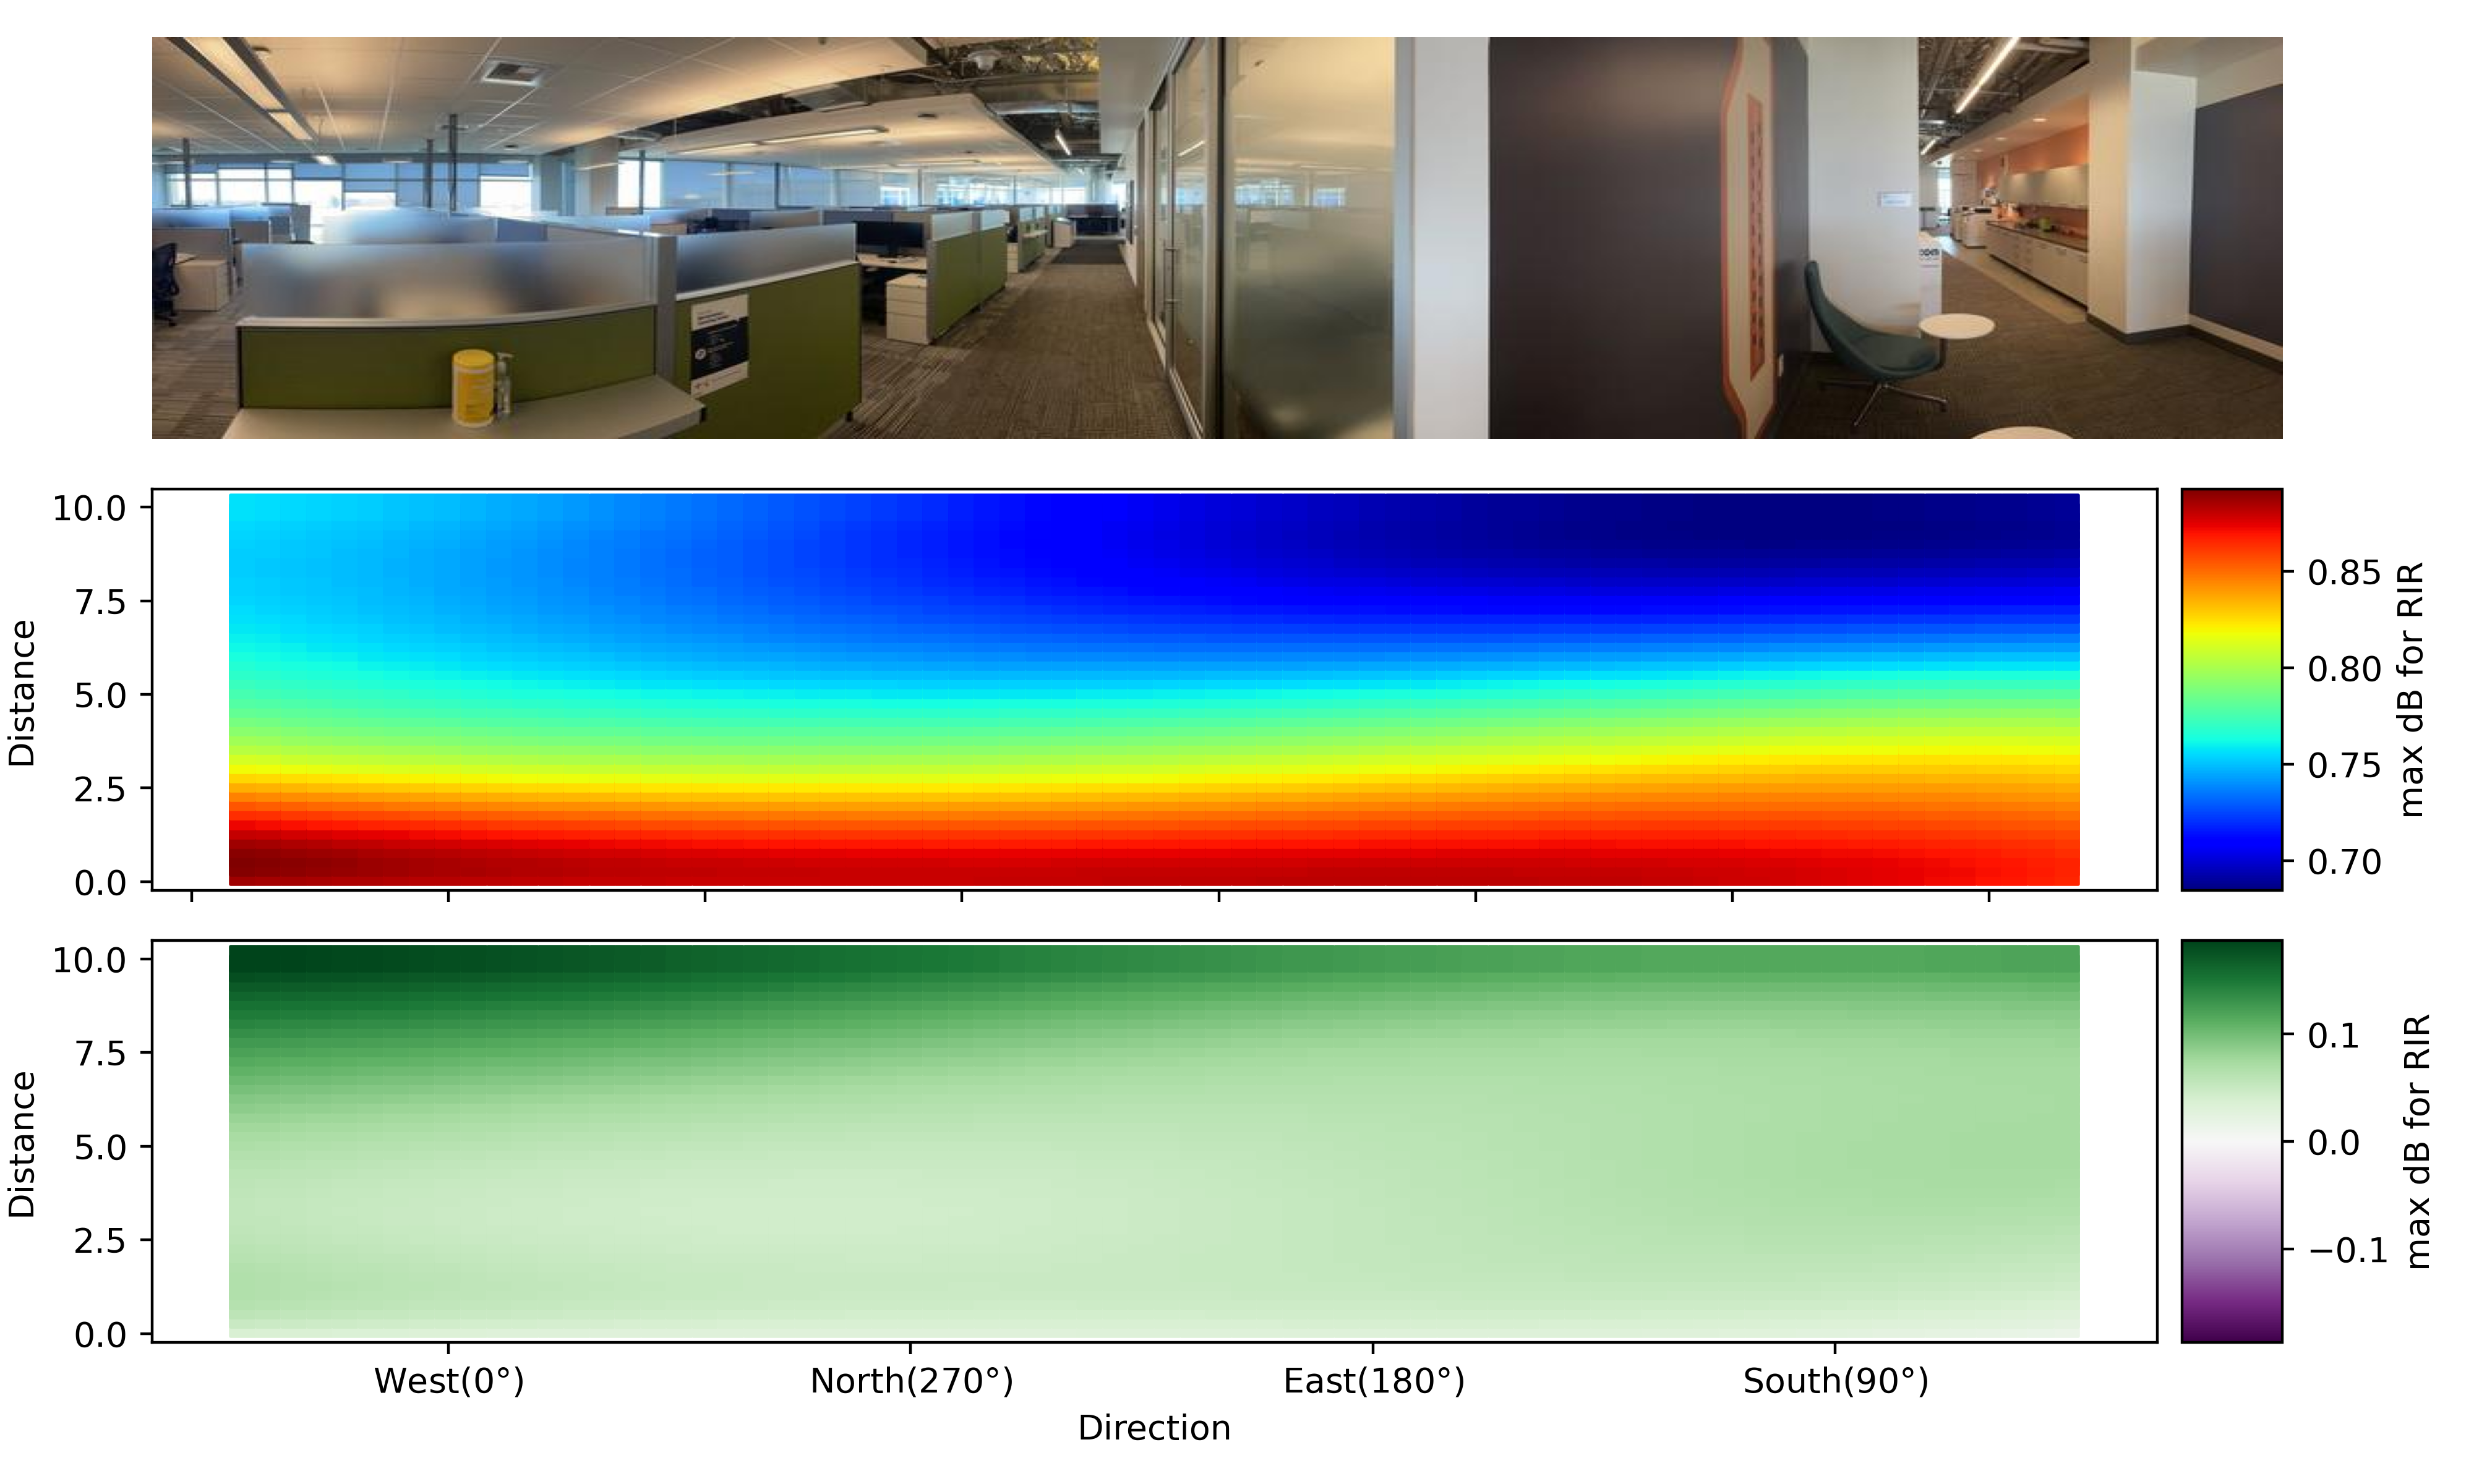 10.0
7.5
5.0
2.5
0.0
Distance
0.85
0.80
0.75
0.70
max dB for RIR
10.0
7.5
5.0
2.5
0.0
Distance
0.1
0.0
−0.1
max dB for RIR
West(0°) North(270°) East(180°) South(90°)
Direction